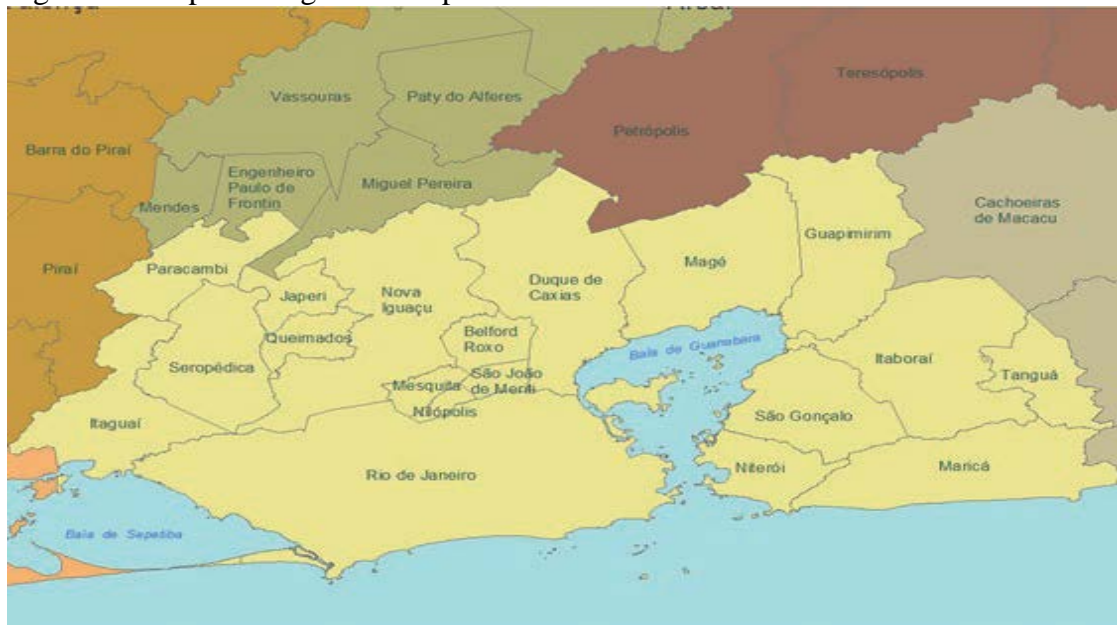 Vassouras
Paty do Alferes
Teresópolis
Petrópolis
Barra do Piraí
Engenheiro
Paulo de
Frontin
Miguel Pereira
Mendes
Cachoeiras
de Macacu
Guapimirim
Piraí
Paracambi
Magé
Japeri
Nova
Iguaçu
Duque de
Caxias
Queimados
Belford
Roxo
Baía de Guanabara
Itaboraí
Seropédica
Mesquita
São João
de Meriti
Tanguá
Nilópolis
São Gonçalo
Itaguaí
Rio de Janeiro
Niterói
Maricá
Baía de Sepetiba